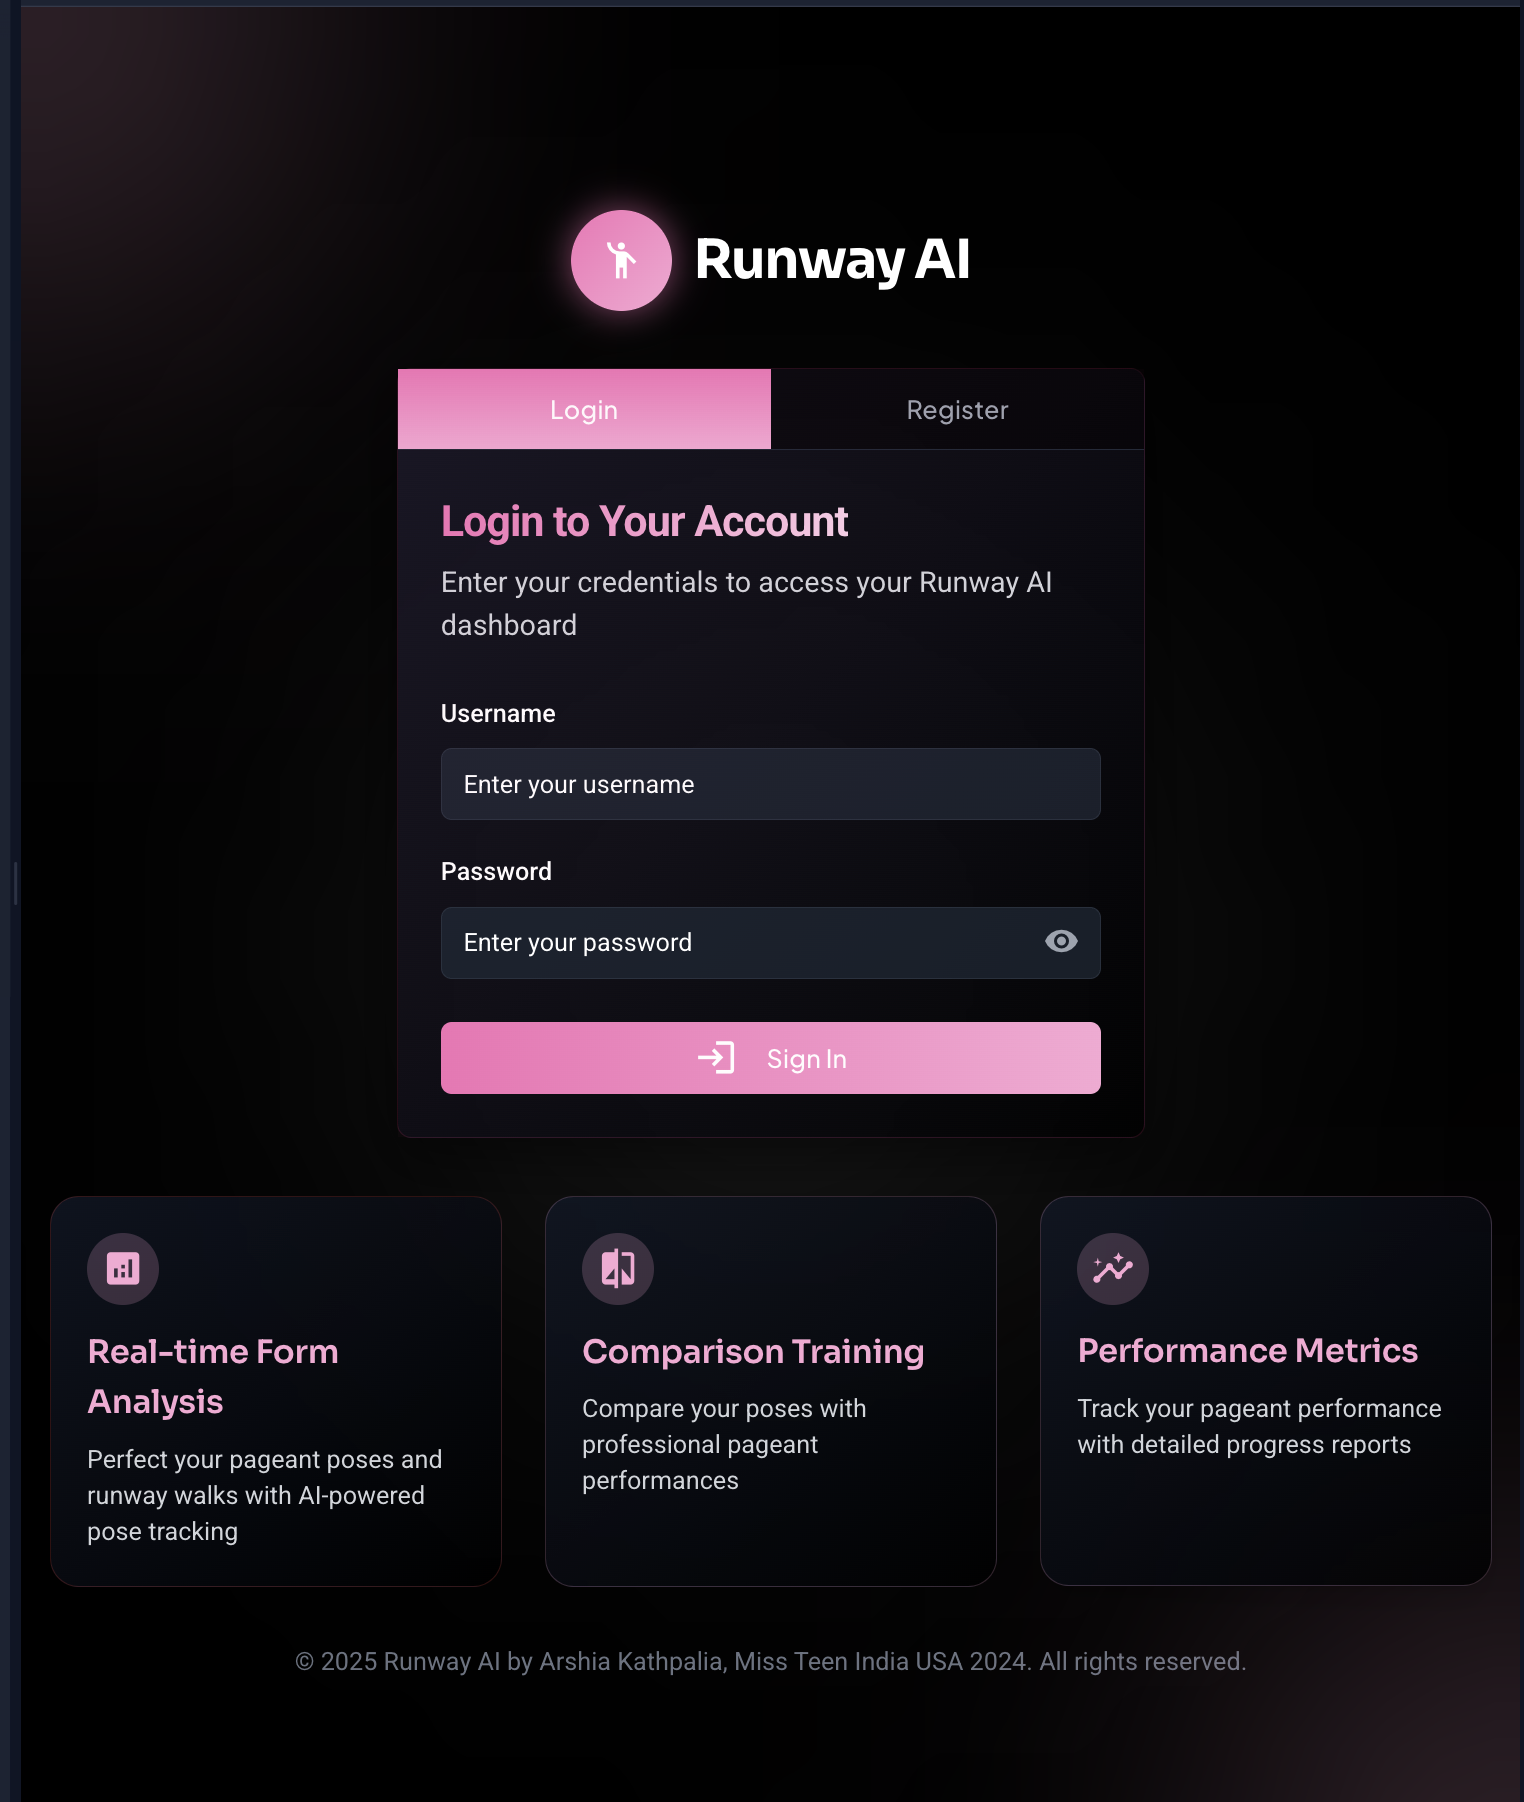 Runway AI
Login
Register
Login to Your Account
Enter your credentials to access your Runway AI
dashboard
Username
Enter your username
Password
Enter your password
Sign In
Real-time Form
Analysis
Perfect your pageant poses and
runway walks with AI-powered
pose tracking
Comparison Training
Compare your poses with
professional pageant
performances
Performance Metrics
Track your pageant performance
with detailed progress reports
© 2025 Runway AI by Arshia Kathpalia, Miss Teen India USA 2024. All rights reserved.